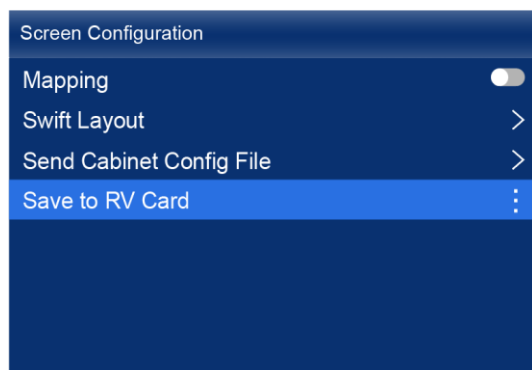 Screen Configuration
Mapping
Swift Layout
Send Cabinet Config File
Save to RV Card